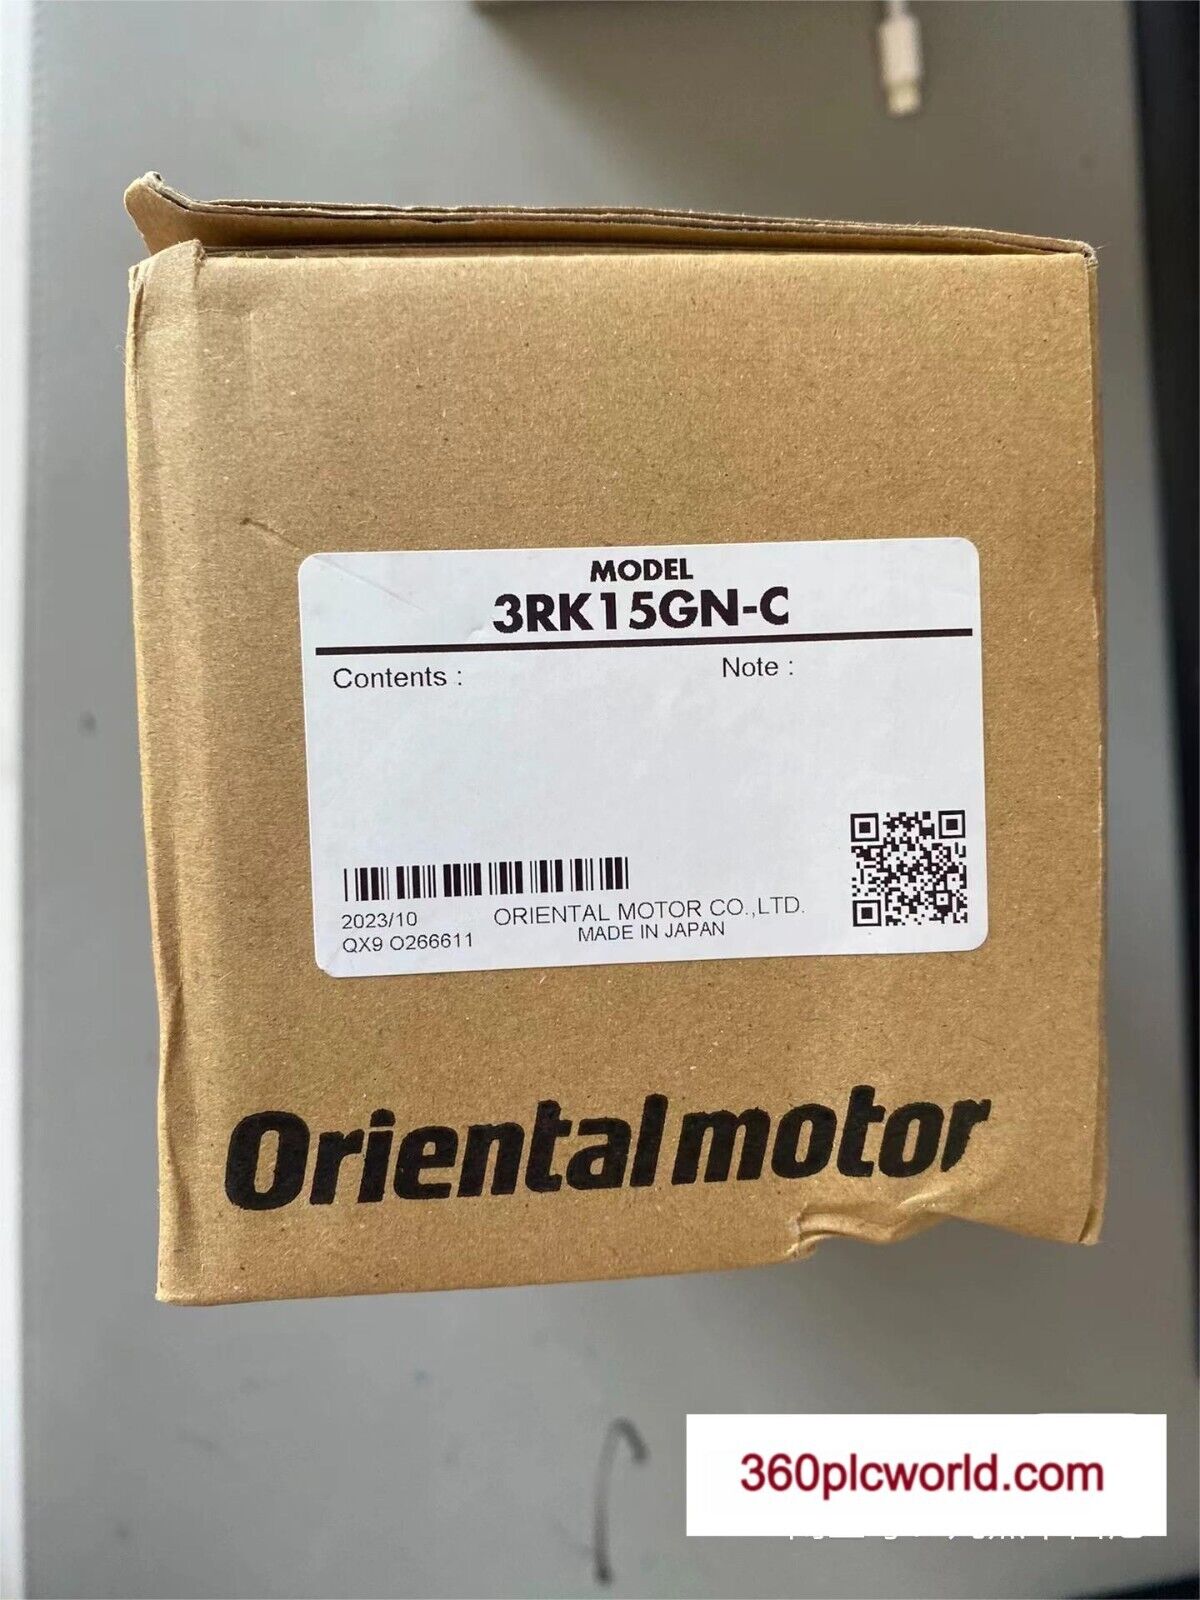 MODEL
3RK15GN-C
Contents :
Note :
2023/10
ORIENTAL MOTOR CO.,LTD.
QX9 O266611
MADE IN JAPAN
Orientalmotor
360plcworld.com